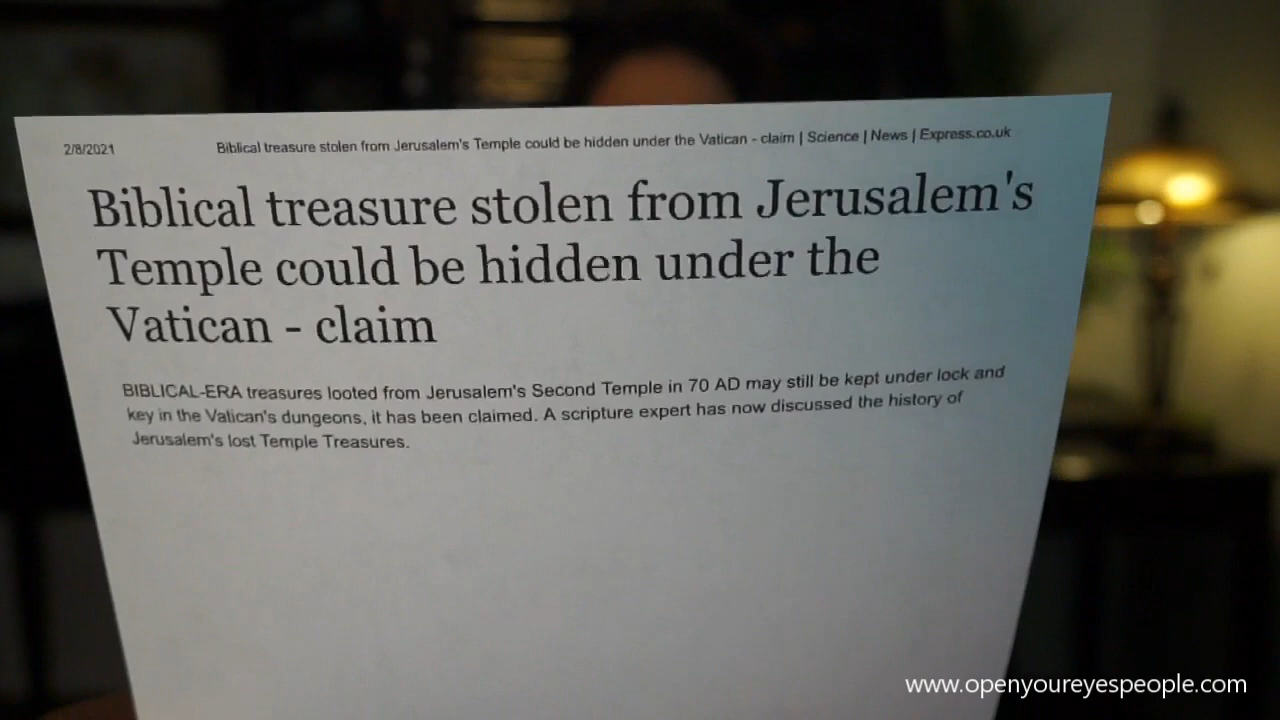 2/8/2021 Biblical treasure stolen from Jerusalem's Temple could be hidden under the Vatican - claim | Science | News | Express.co.uk
Biblical treasure stolen from Jerusalem's
Temple could be hidden under the
Vatican - claim
BIBLICAL-ERA treasures looted from Jerusalem's Second Temple in 70 AD may still be kept under lock and
key in the Vatican's dungeons, it has been claimed. A scripture expert has now discussed the history of
Jerusalem's lost Temple Treasures.
www.openyoureyespeople.com